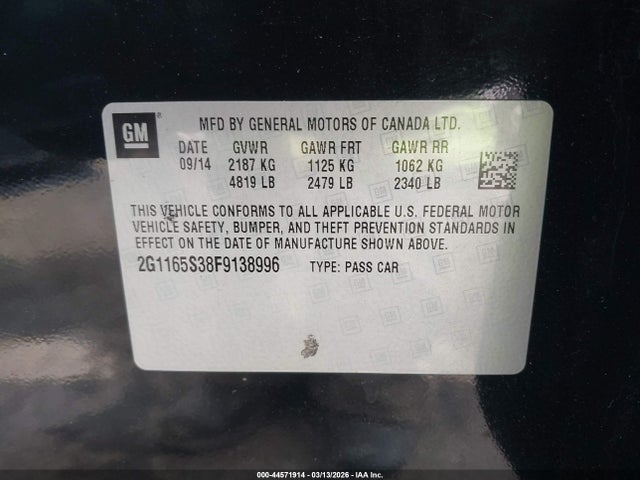 GM ®
MFD BY GENERAL MOTORS OF CANADA LTD.
DATE GVWR GAWR FRT GAWR RR
09/14 2187 KG 1125 KG 1062 KG
4819 LB 2479 LB 2340 LB
THIS VEHICLE CONFORMS TO ALL APPLICABLE U.S. FEDERAL MOTOR
VEHICLE SAFETY, BUMPER, AND THEFT PREVENTION STANDARDS IN
EFFECT ON THE DATE OF MANUFACTURE SHOWN ABOVE.
2G1165S38F9138996 TYPE: PASS CAR
000-44571914 - 03/13/2026 - IAA Inc.